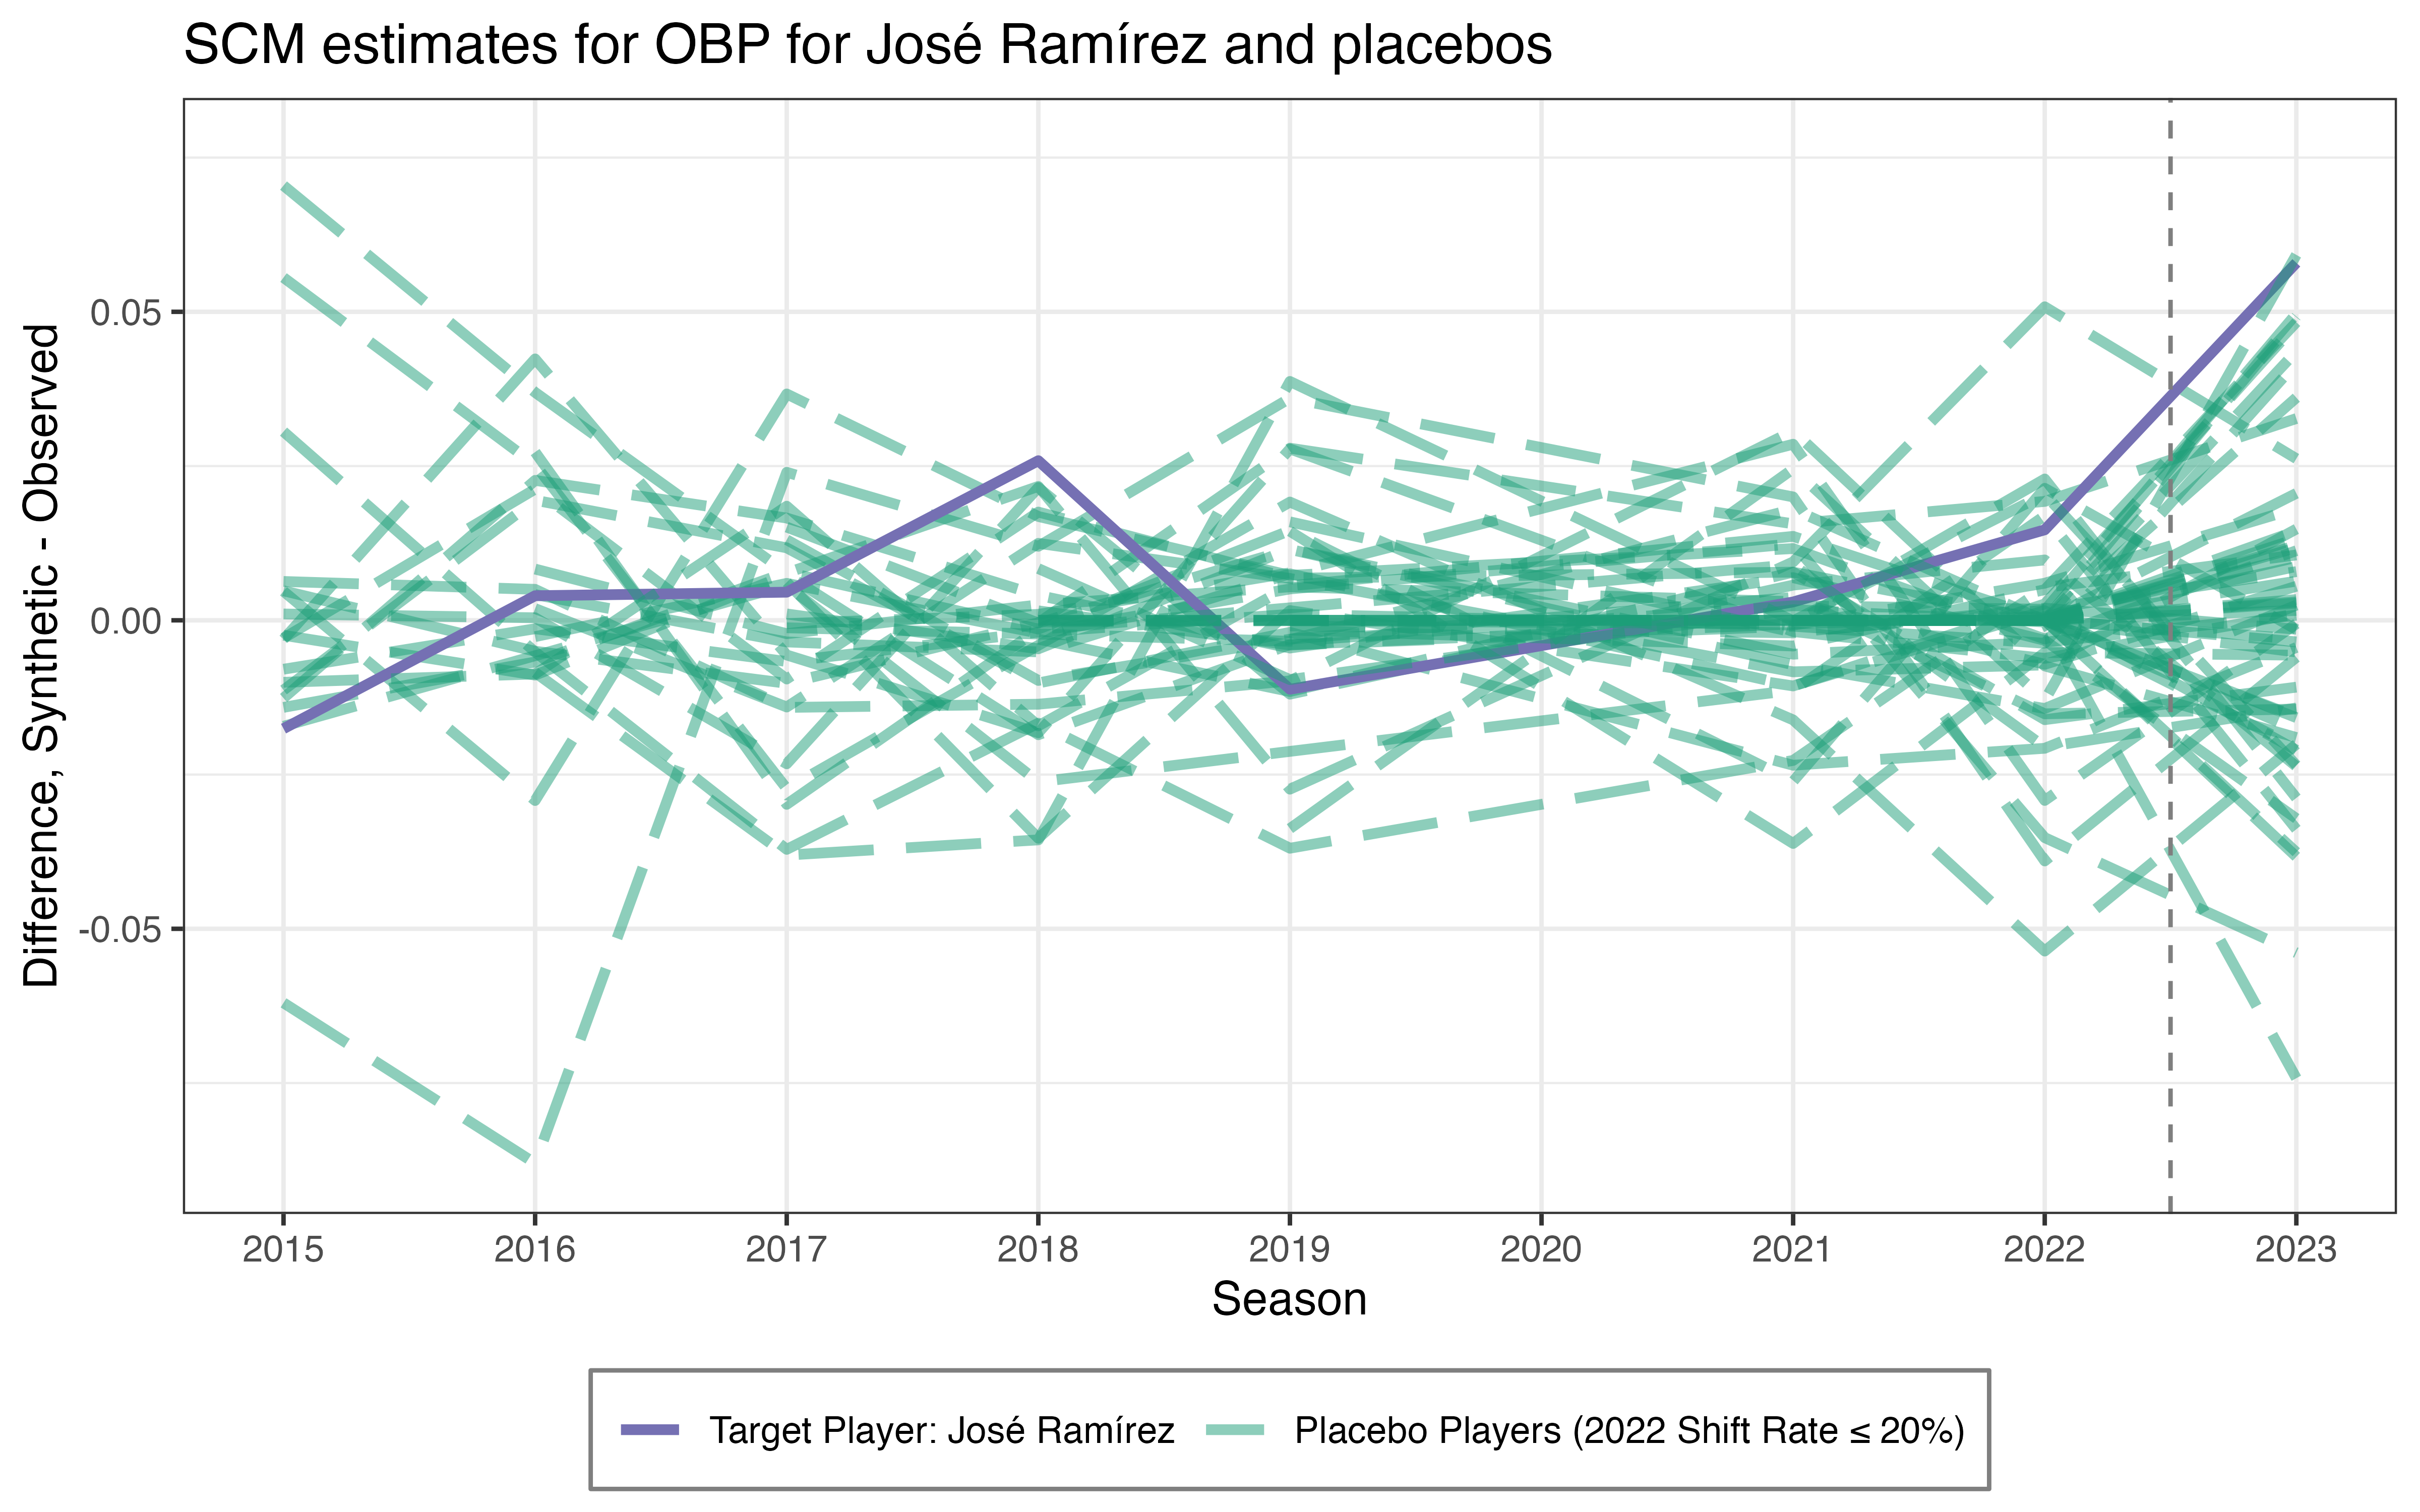 SCM estimates for OBP for José Ramírez and placebos
Difference, Synthetic - Observed
0.05
0.00
-0.05
2015 2016 2017 2018 2019 2020 2021 2022 2023
Season
Target Player: José Ramírez Placebo Players (2022 Shift Rate ≤ 20%)